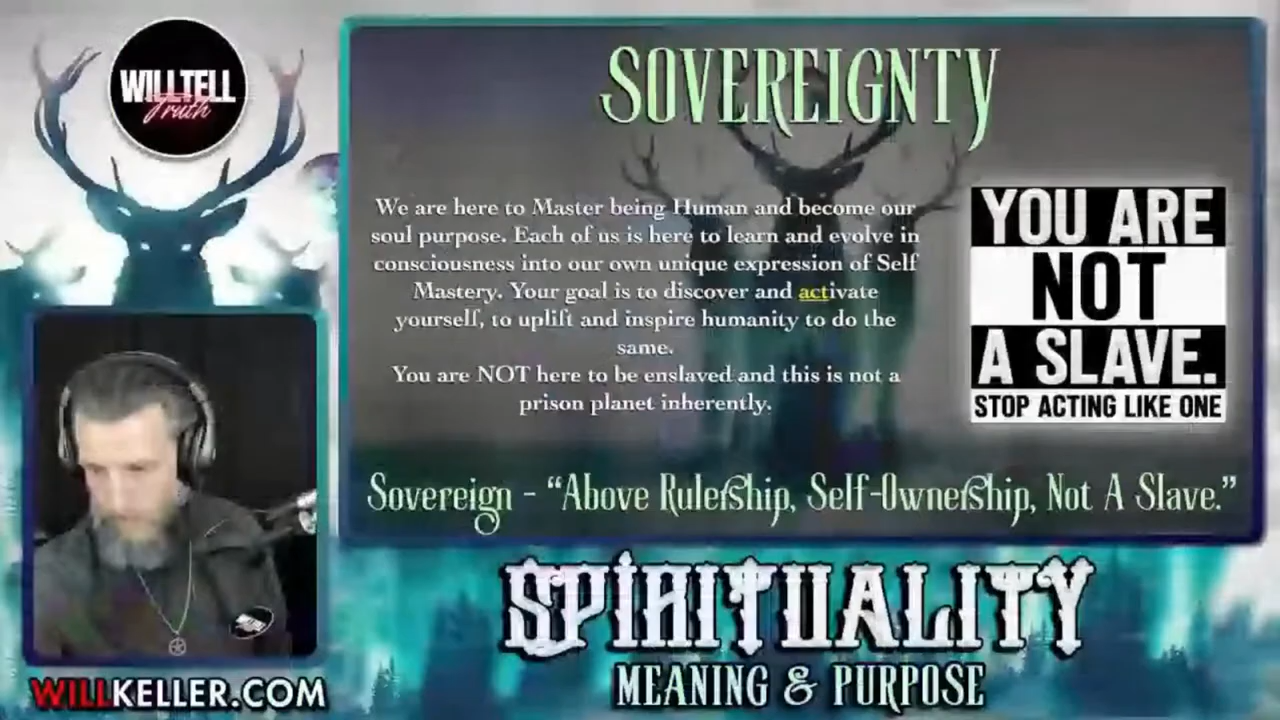 WILLTELL
Truth
SOVEREIGNTY
We are here to Master being Human and become our
soul purpose. Each of us is here to learn and evolve in
consciousness into our own unique expression of Self
Mastery. Your goal is to discover and activate
yourself, to uplift and inspire humanity to do the
same.
You are NOT here to be enslaved and this is not a
prison planet inherently.
YOU ARE
NOT
A SLAVE.
STOP ACTING LIKE ONE
Sovereign - “Above Rulership, Self-Ownership, Not A Slave.”
SPIRITUALITY
MEANING & PURPOSE
WILLKELLER.COM